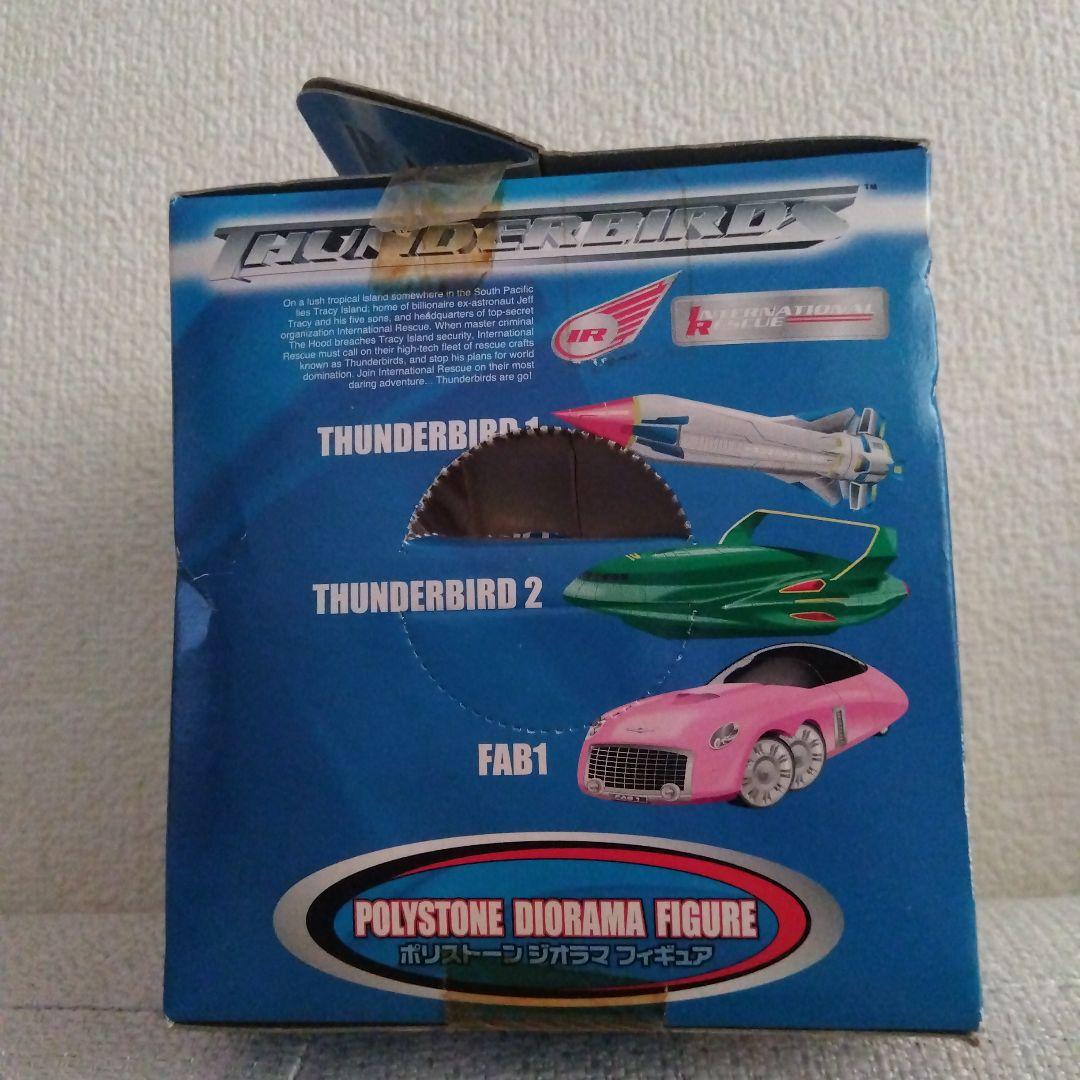 THUNDERBIRDS™
On a lush tropical island somewhere in the South Pacific
lies Tracy Island; home of billionaire ex-astronaut Jeff
Tracy and his five sons, and headquarters of top-secret
organization International Rescue. When master criminal
The Hood breaches Tracy Island security, International
Rescue must call on their high-tech fleet of rescue crafts
known as Thunderbirds, and stop his plans for world
domination. Join International Rescue on their most
daring adventure... Thunderbirds are go!
IR
INTERNATIONAL
RESCUE
THUNDERBIRD 1
THUNDERBIRD 2
FAB1
FAB 1
POLYSTONE DIORAMA FIGURE
ポリストーン ジオラマ フィギュア